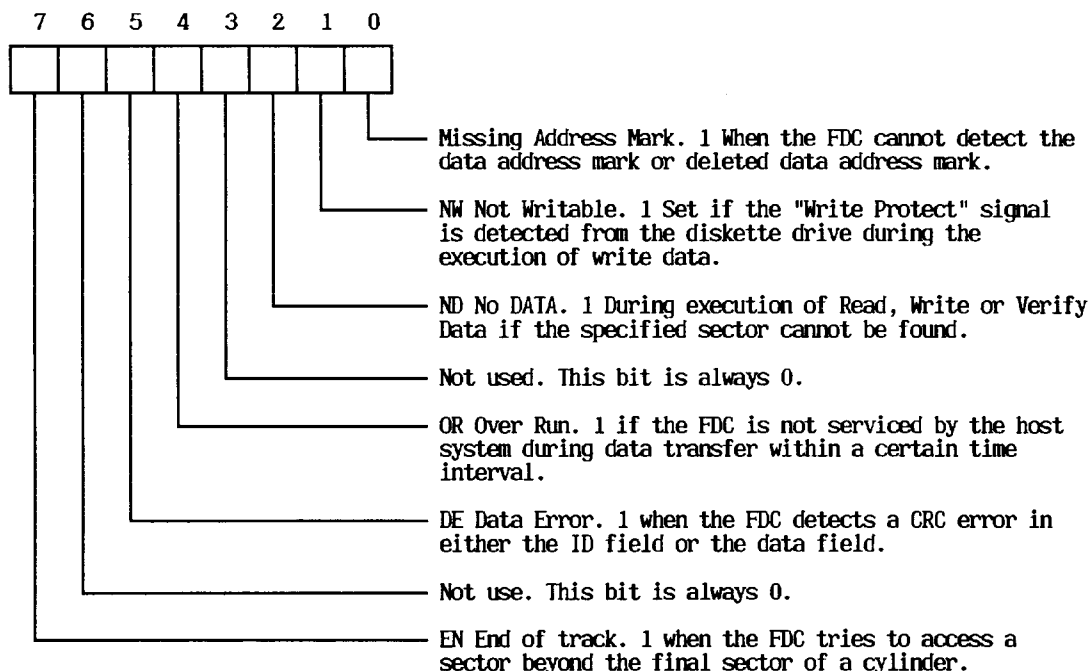 7 6 5 4 3 2 1 0
Missing Address Mark. 1 When the FDC cannot detect the
data address mark or deleted data address mark.
NW Not Writable. 1 Set if the "Write Protect" signal
is detected from the diskette drive during the
execution of write data.
ND No DATA. 1 During execution of Read, Write or Verify
Data if the specified sector cannot be found.
Not used. This bit is always 0.
OR Over Run. 1 if the FDC is not serviced by the host
system during data transfer within a certain time
interval.
DE Data Error. 1 when the FDC detects a CRC error in
either the ID field or the data field.
Not use. This bit is always 0.
EN End of track. 1 when the FDC tries to access a
sector beyond the final sector of a cylinder.